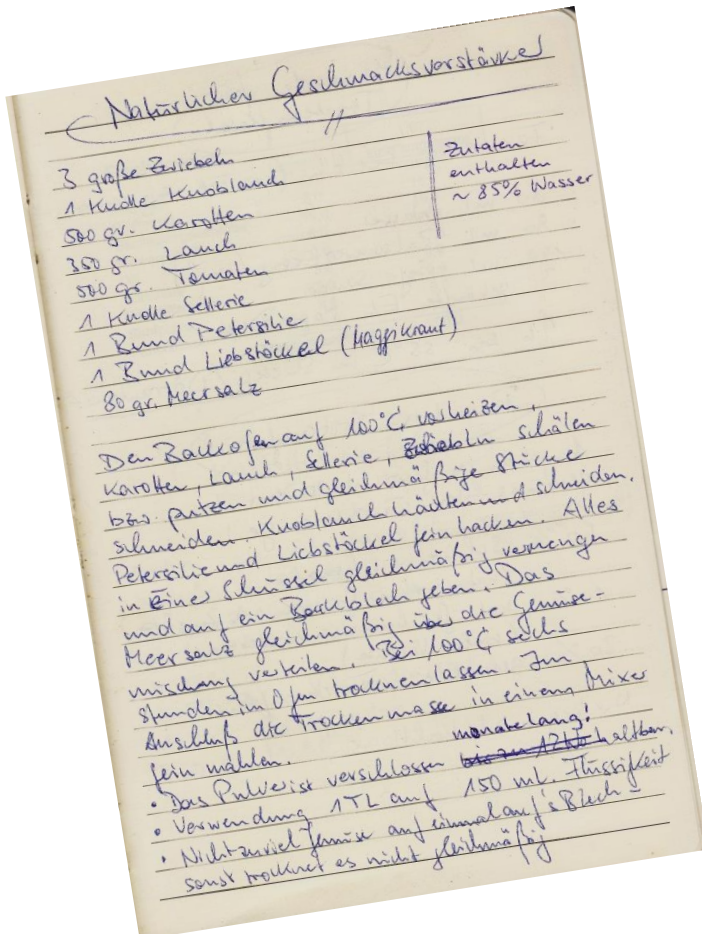 Natürlicher Geschmacksverstärker
3 große Zwiebeln
1 Knolle Knoblauch
500 gr. Karotten
350 gr. Lauch
500 gr. Tomaten
1 Knolle Sellerie
1 Bund Petersilie
1 Bund Liebstöckel (Maggikraut)
80 gr. Meersalz
Zutaten
enthalten
~ 85% Wasser
Den Backofen auf 100°C vorheizen,
Karotten, Lauch, Sellerie, Zwiebeln schälen
bzw. putzen und gleichmäßige Stücke
schneiden. Knoblauch häuten und schneiden.
Petersilie und Liebstöckel fein hacken. Alles
in einer Schüssel gleichmäßig vermengen
und auf ein Backblech geben. Das
Meersalz gleichmäßig über die Gemüse-
mischung verteilen. Bei 100°C sechs
stunden im Ofen trocknen lassen. Im
Anschluß die Trockenmasse in einem Mixer
fein mahlen.
• Das Pulver ist verschlossen monatelang! haltbar.
• Verwendung 1TL auf 150 ml. Flüssigkeit
• Nicht zuviel Gemüse auf einmal auf's Blech -
sonst trocknet es nicht gleichmäßig